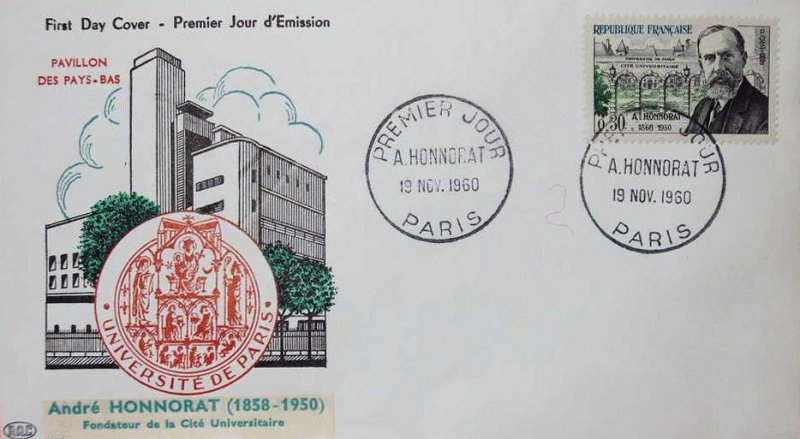 First Day Cover - Premier Jour d'Emission
PAVILLON
DES PAYS-BAS
UNIVERSITÉ DE PARIS
André HONNORAT (1858-1950)
Fondateur de la Cité Universitaire
PREMIER JOUR
A. HONNORAT
19 NOV. 1960
PARIS
REPUBLIQUE FRANÇAISE
UNIVERSITE DE PARIS
CITÉ UNIVERSITAIRE
A. HONNORAT
0,30
PREMIER JOUR
A. HONNORAT
19 NOV. 1960
PARIS